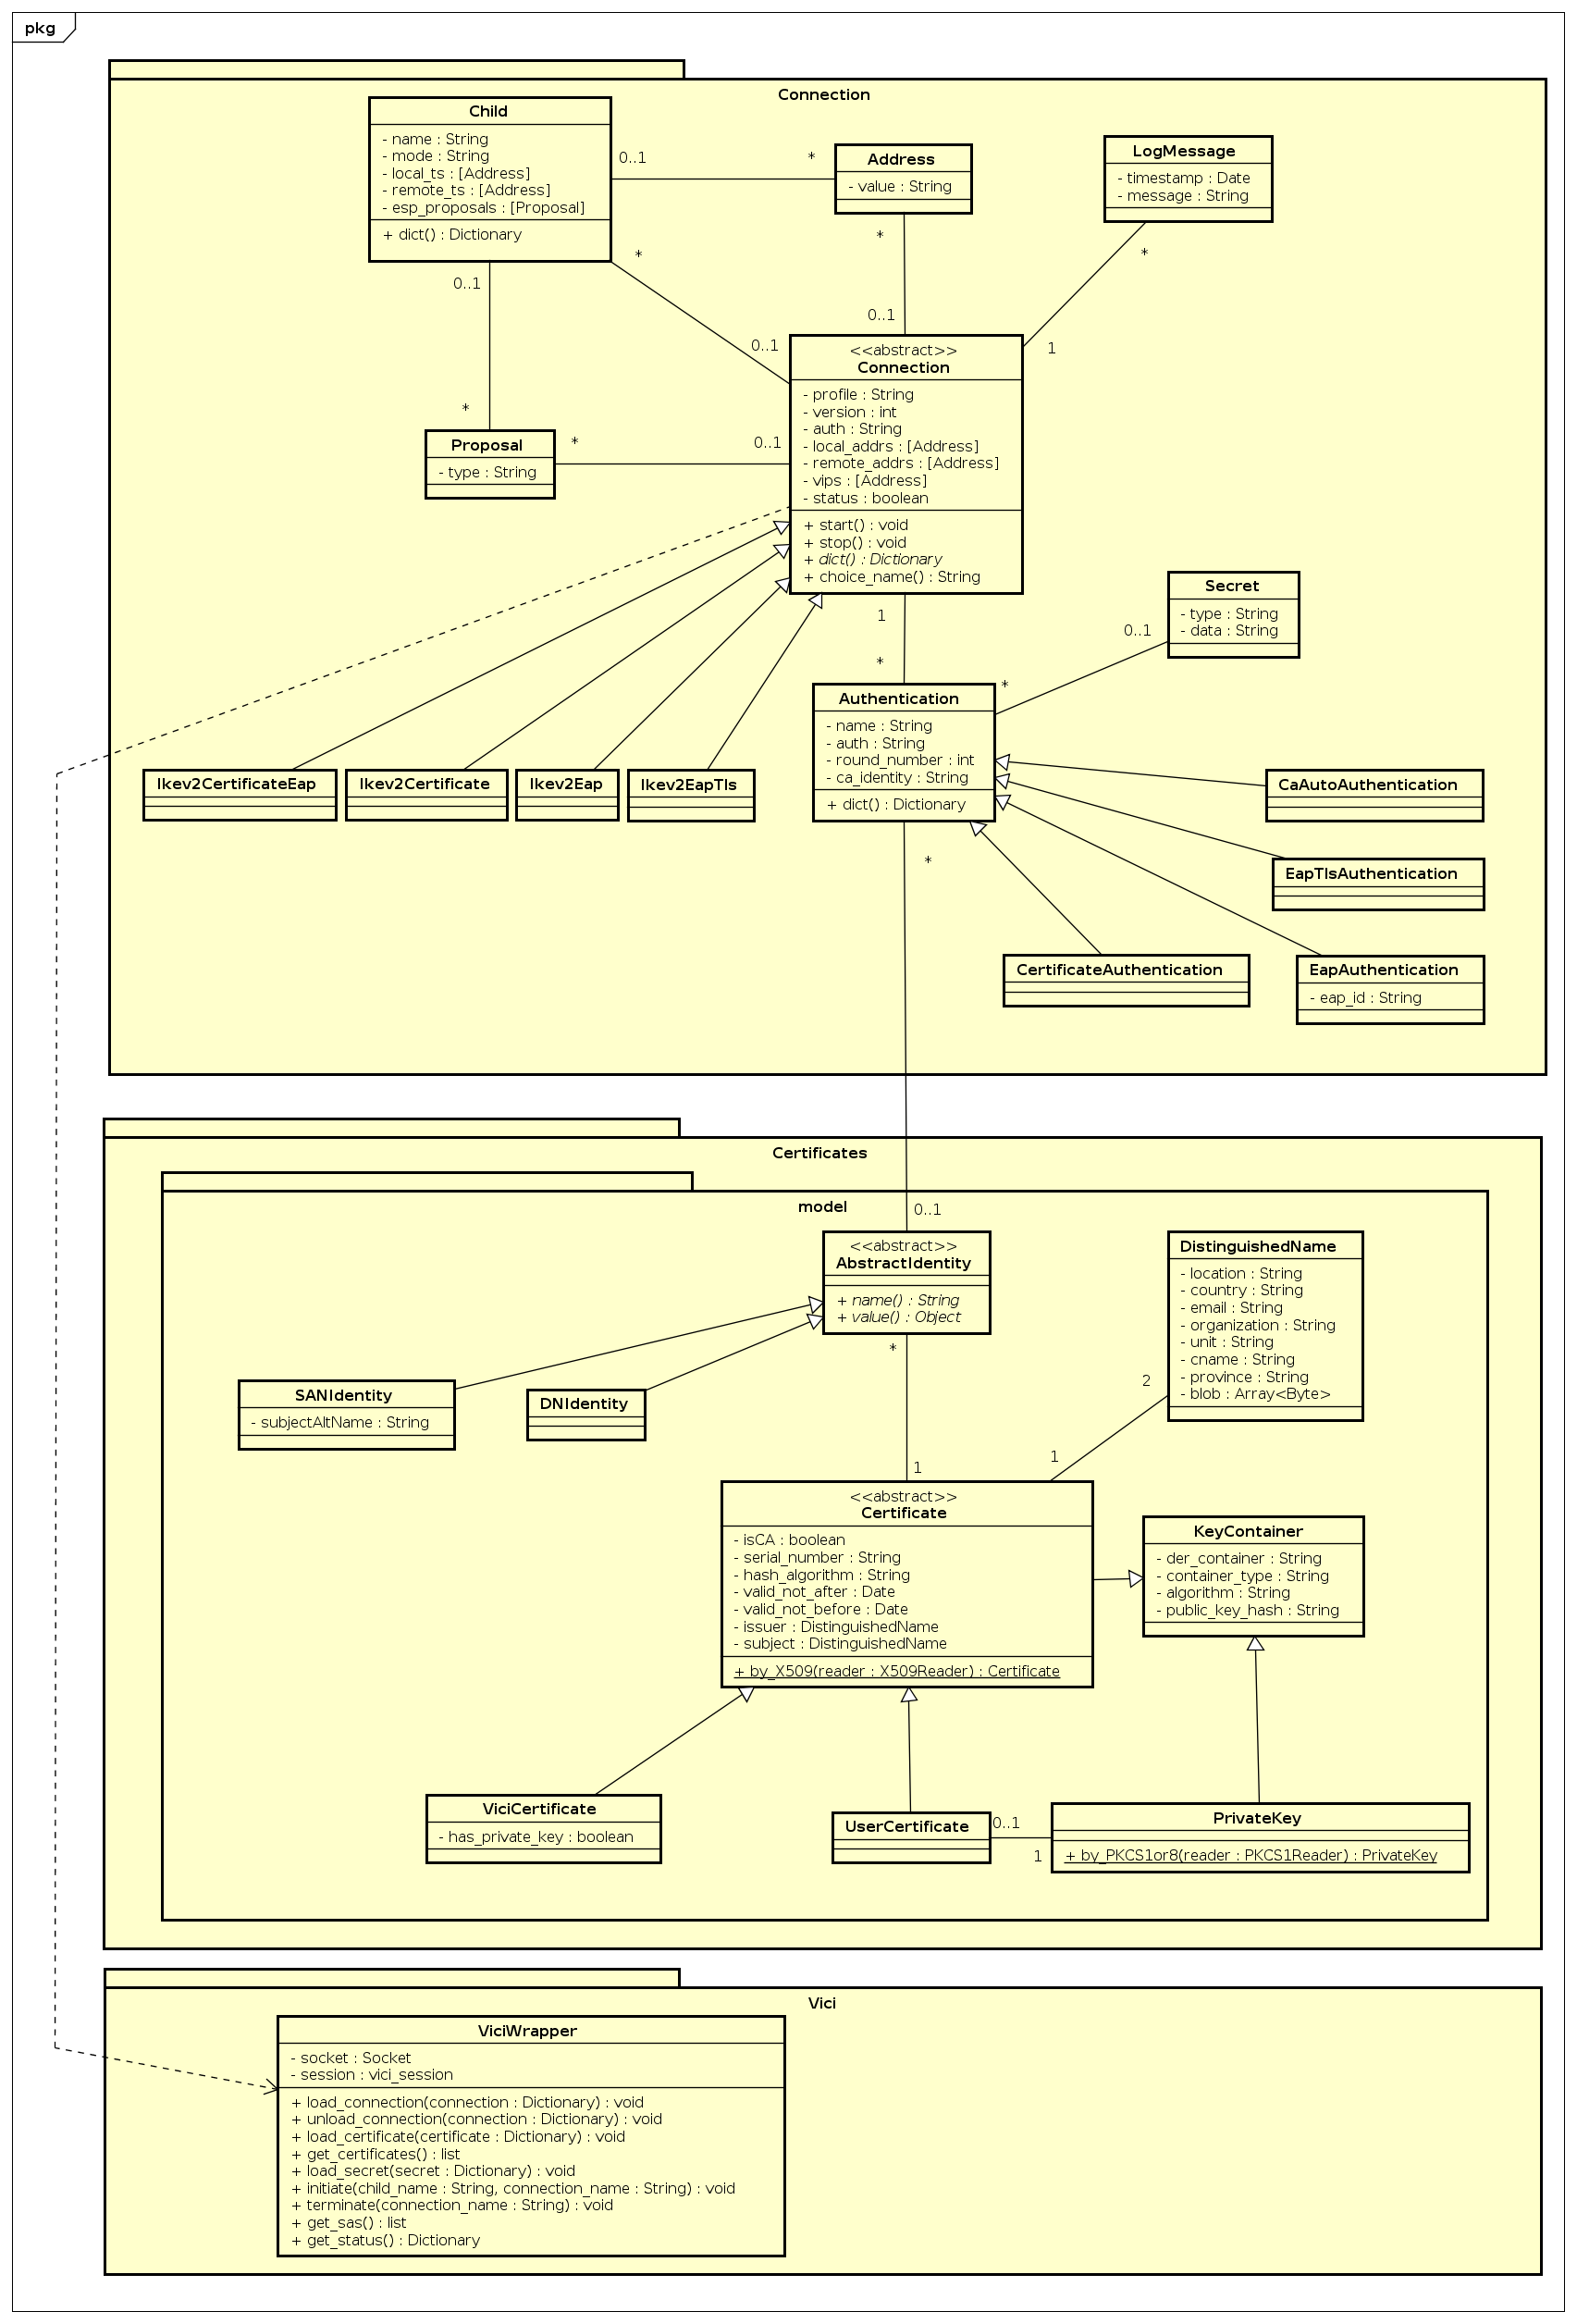 pkg
Connection
Child
- name : String
- mode : String
- local_ts : [Address]
- remote_ts : [Address]
- esp_proposals : [Proposal]
+ dict() : Dictionary
0..1
*
Address
- value : String
LogMessage
- timestamp : Date
- message : String
*
0..1
*
0..1
*
1
0..1
0..1
*
Proposal
- type : String
*
0..1
<<abstract>>
Connection
- profile : String
- version : int
- auth : String
- local_addrs : [Address]
- remote_addrs : [Address]
- vips : [Address]
- status : boolean
+ start() : void
+ stop() : void
+ dict() : Dictionary
+ choice_name() : String
1
*
Secret
- type : String
- data : String
0..1
*
Authentication
- name : String
- auth : String
- round_number : int
- ca_identity : String
+ dict() : Dictionary
*
Ikev2CertificateEap
Ikev2Certificate
Ikev2Eap
Ikev2EapTls
CaAutoAuthentication
EapTlsAuthentication
CertificateAuthentication
EapAuthentication
- eap_id : String
Certificates
model
0..1
<<abstract>>
AbstractIdentity
+ name() : String
+ value() : Object
*
DistinguishedName
- location : String
- country : String
- email : String
- organization : String
- unit : String
- cname : String
- province : String
- blob : Array<Byte>
2
1
SANIdentity
- subjectAltName : String
DNIdentity
1
<<abstract>>
Certificate
- isCA : boolean
- serial_number : String
- hash_algorithm : String
- valid_not_after : Date
- valid_not_before : Date
- issuer : DistinguishedName
- subject : DistinguishedName
+ by_X509(reader : X509Reader) : Certificate
KeyContainer
- der_container : String
- container_type : String
- algorithm : String
- public_key_hash : String
ViciCertificate
- has_private_key : boolean
UserCertificate
0..1
1
PrivateKey
+ by_PKCS1or8(reader : PKCS1Reader) : PrivateKey
Vici
ViciWrapper
- socket : Socket
- session : vici_session
+ load_connection(connection : Dictionary) : void
+ unload_connection(connection : Dictionary) : void
+ load_certificate(certificate : Dictionary) : void
+ get_certificates() : list
+ load_secret(secret : Dictionary) : void
+ initiate(child_name : String, connection_name : String) : void
+ terminate(connection_name : String) : void
+ get_sas() : list
+ get_status() : Dictionary